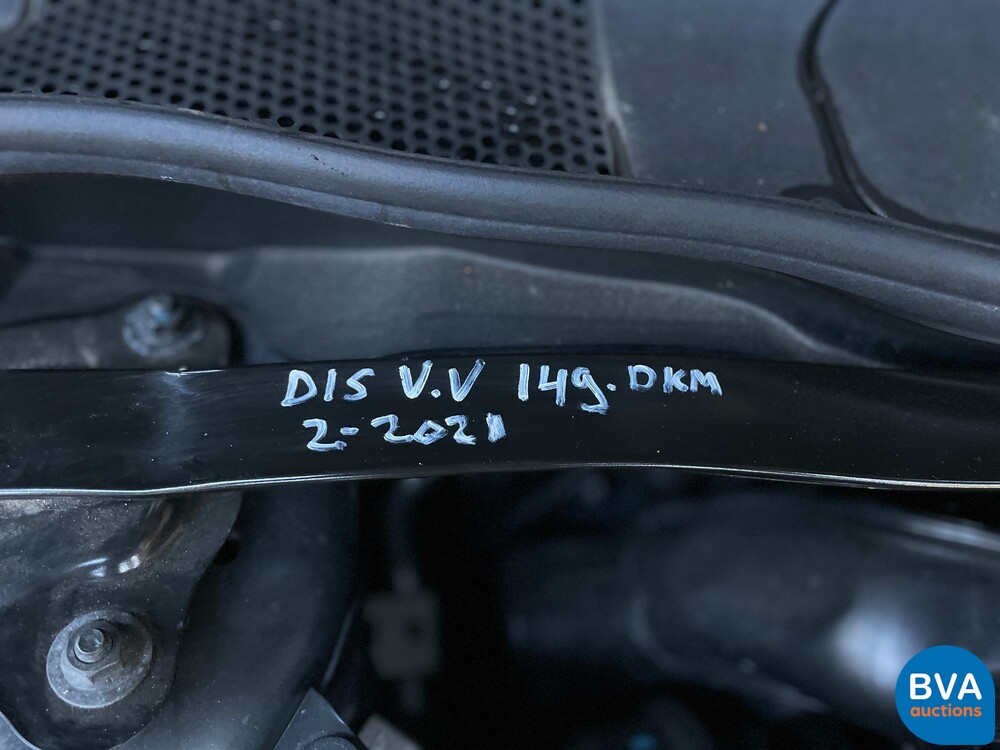 DIS V.V 149.DKM
2-2021
BVA
auctions